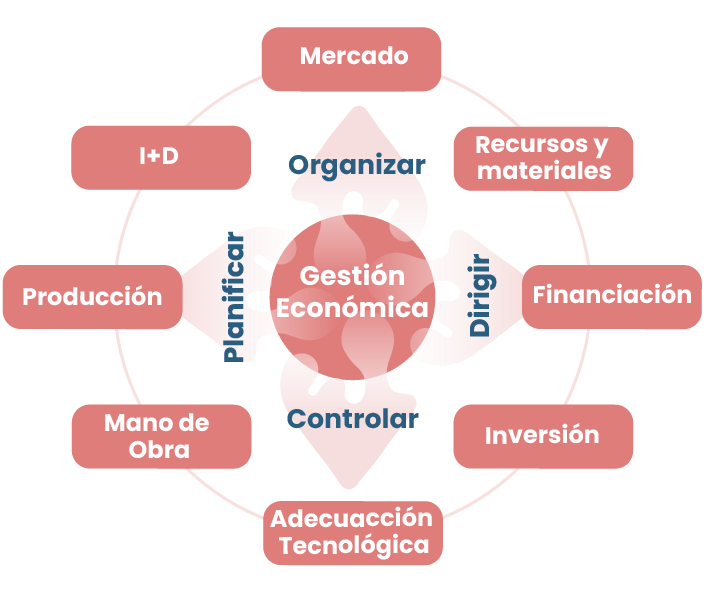 Mercado
I+D
Organizar
Recursos y
materiales
Planificar
Gestión
Económica
Dirigir
Producción
Financiación
Mano de
Obra
Controlar
Inversión
Adecuacción
Tecnológica